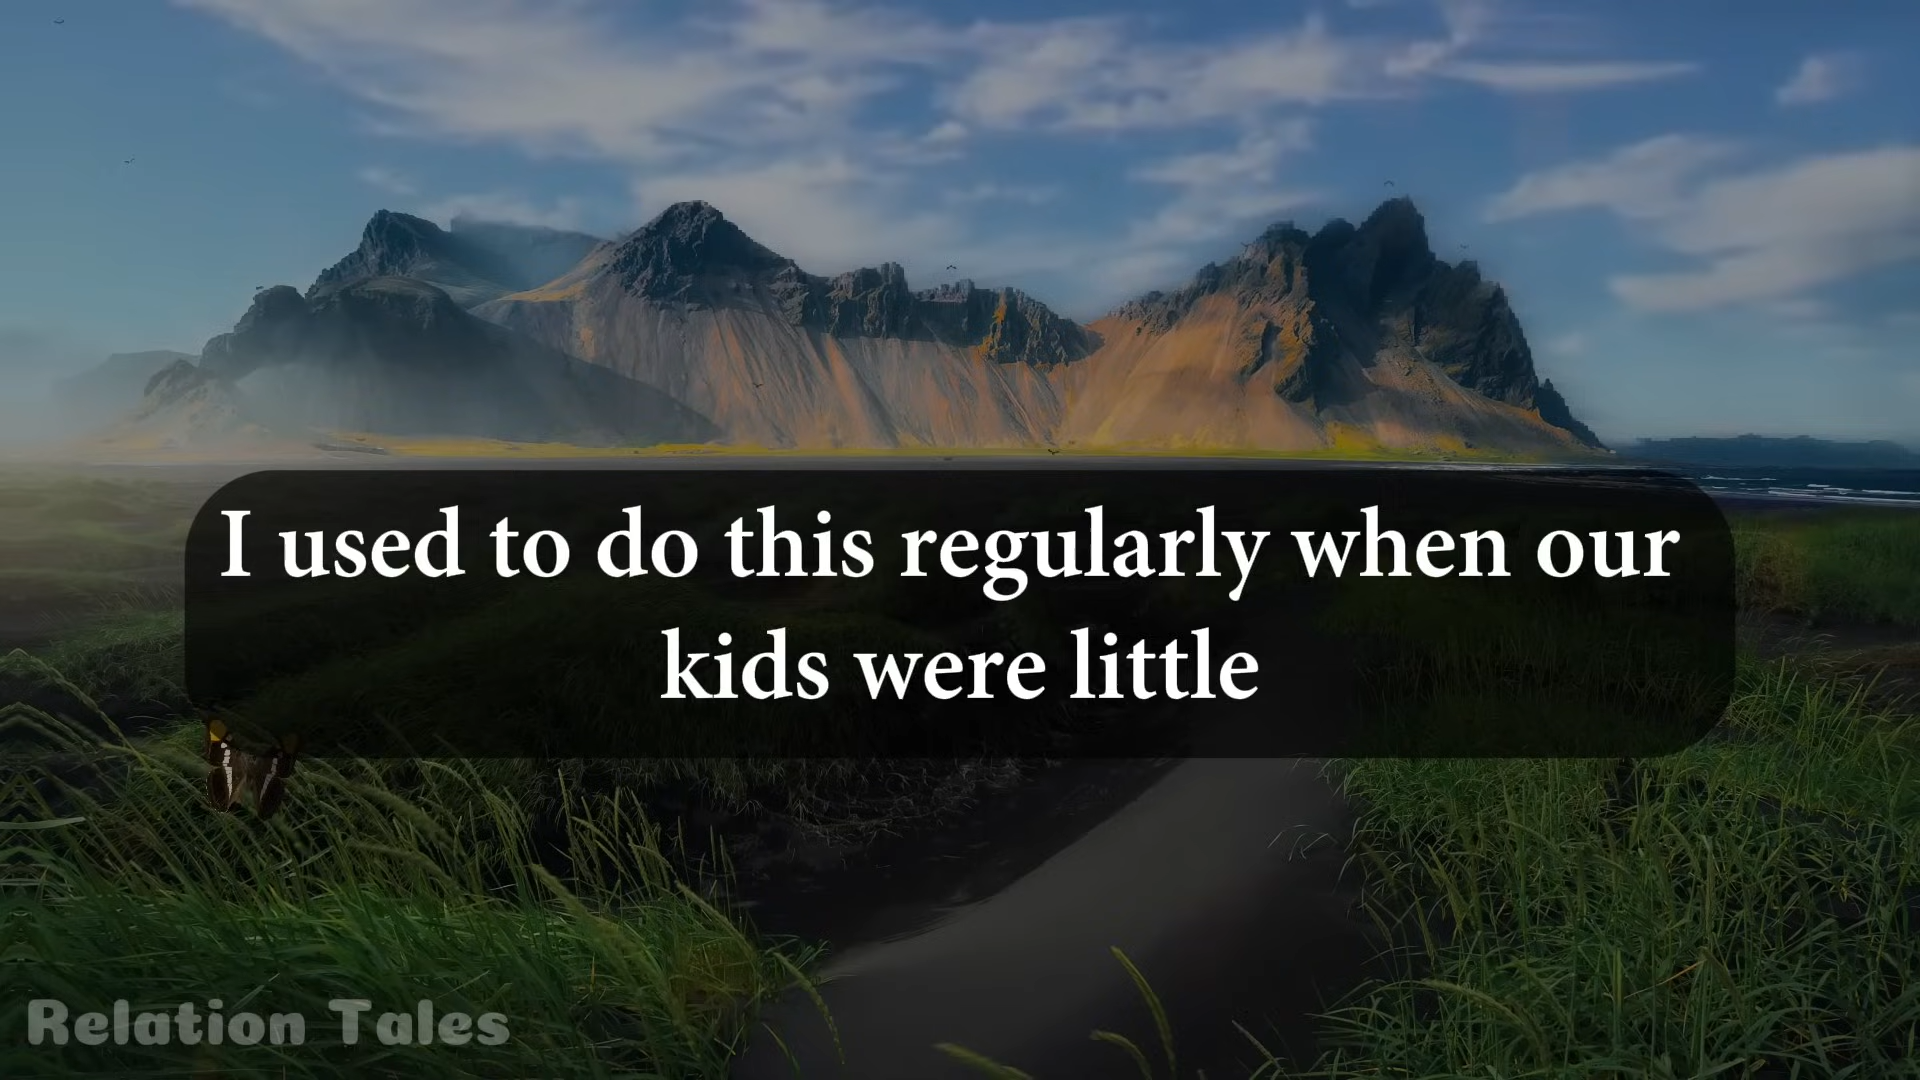 I used to do this regularly when our
kids were little
Relation Tales